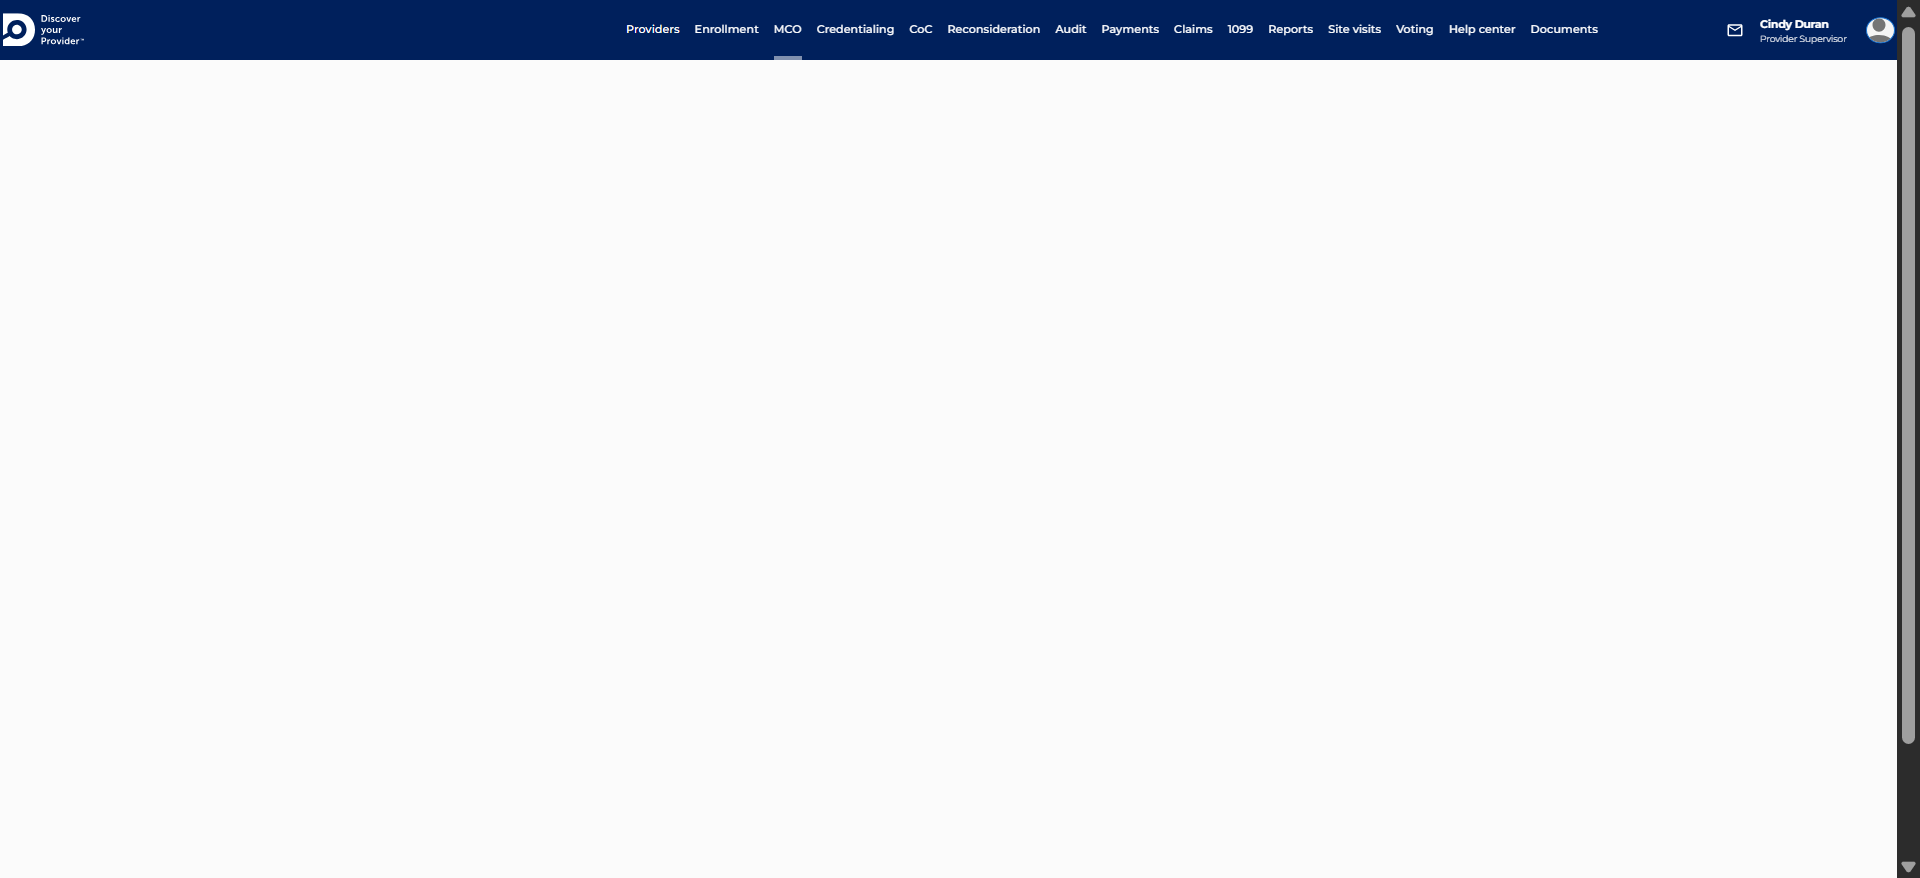 Discover
your
Provider™
Providers Enrollment MCO Credentialing CoC Reconsideration Audit Payments Claims 1099 Reports Site visits Voting Help center Documents
Cindy Duran
Provider Supervisor